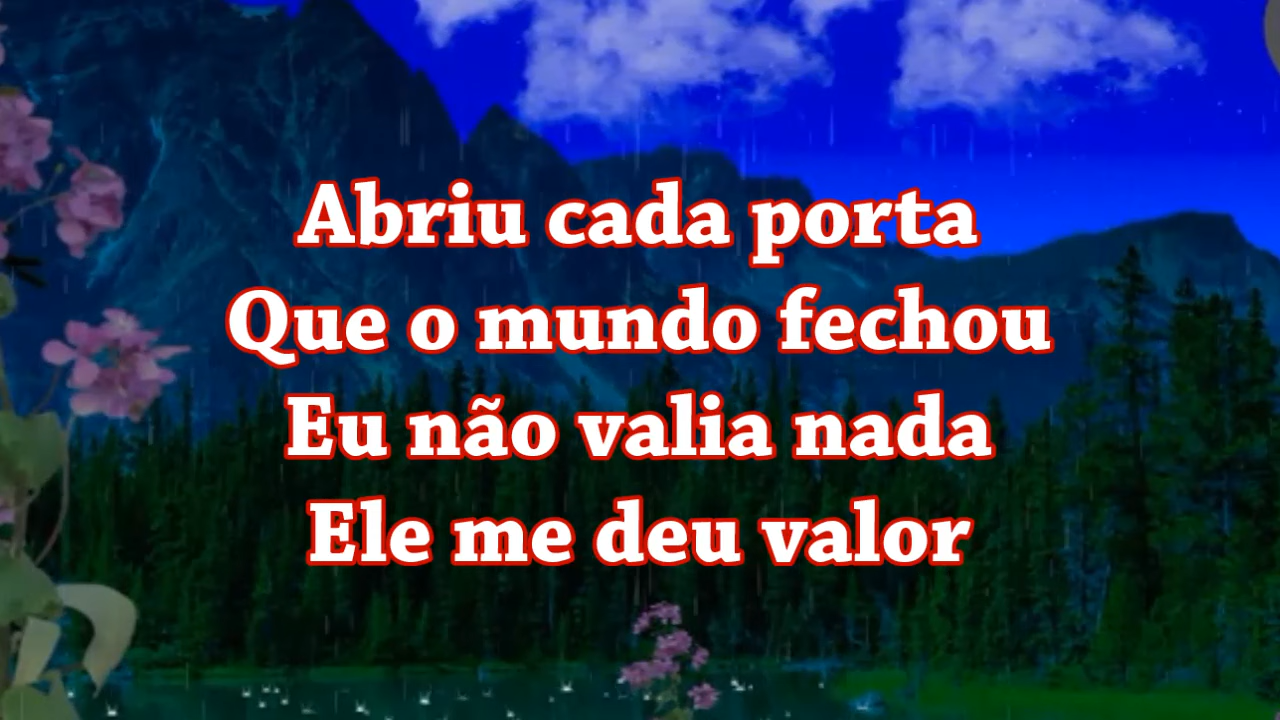 Abriu cada porta
Que o mundo fechou
Eu não valia nada
Ele me deu valor